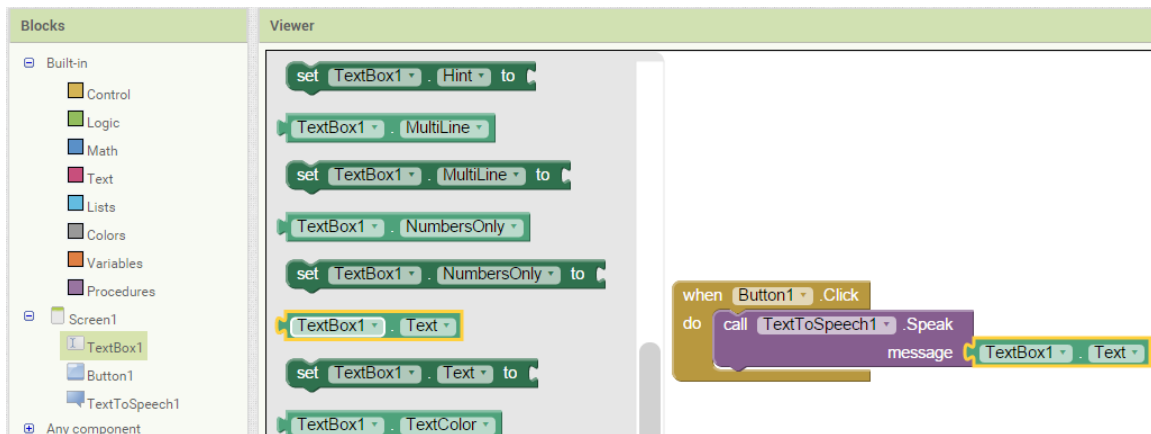 Blocks
Viewer
Built-in
Control
Logic
Math
Text
Lists
Colors
Variables
Procedures
Screen1
TextBox1
Button1
TextToSpeech1
Any component
set TextBox1 . Hint to
TextBox1 . MultiLine
set TextBox1 . MultiLine to
TextBox1 . NumbersOnly
set TextBox1 . NumbersOnly to
TextBox1 . Text
set TextBox1 . Text to
TextBox1 . TextColor
when Button1 .Click
do call TextToSpeech1 .Speak
message TextBox1 . Text